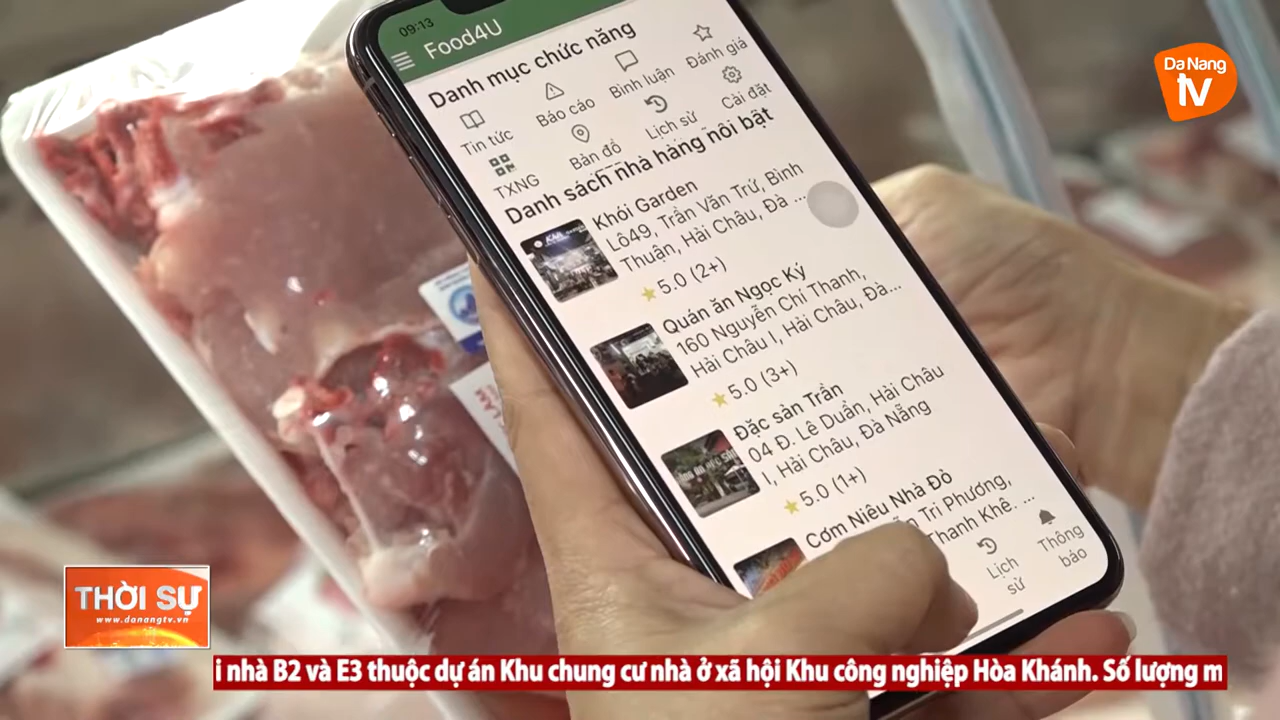 09:13
Food4U
Danh mục chức năng
Tin tức
Báo cáo
Bình luận
Đánh giá
TXNG
Bản đồ
Lịch sử
Cài đặt
Danh sách nhà hàng nổi bật
Khói Garden
Lô49, Trần Văn Trứ, Bình
Thuận, Hải Châu, Đà ...
5.0 (2+)
Quán ăn Ngọc Ký
160 Nguyễn Chí Thanh,
Hải Châu I, Hải Châu, Đà...
5.0 (3+)
Đặc sản Trần
04 Đ. Lê Duẩn, Hải Châu
I, Hải Châu, Đà Nẵng
5.0 (1+)
Cơm Niêu Nhà Đỏ
Tri Phương,
Thanh Khê. ...
Lịch
sử
Thông
báo
Da Nang
tv
THỜI SỰ
www.danangtv.vn
i nhà B2 và E3 thuộc dự án Khu chung cư nhà ở xã hội Khu công nghiệp Hòa Khánh. Số lượng m